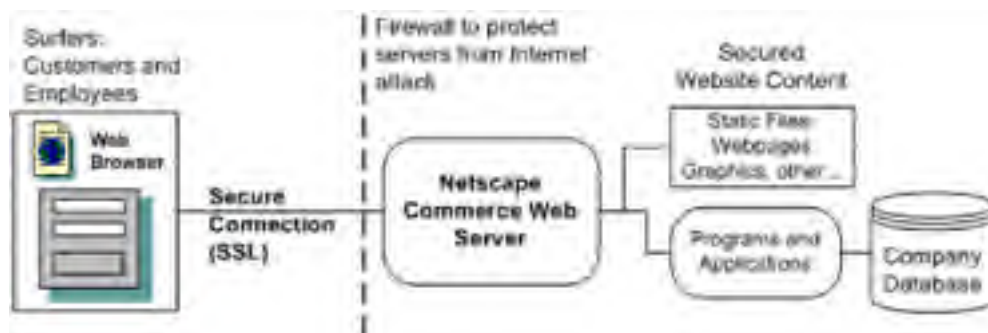 Surfers:
Customers and
Employees
Web
Browser
Secure
Connection
(SSL)
Firewall to protect
servers from Internet
attack
Netscape
Commerce Web
Server
Secured
Website Content
Static Files:
Webpages
Graphics, other...
Programs and
Applications
Company
Database